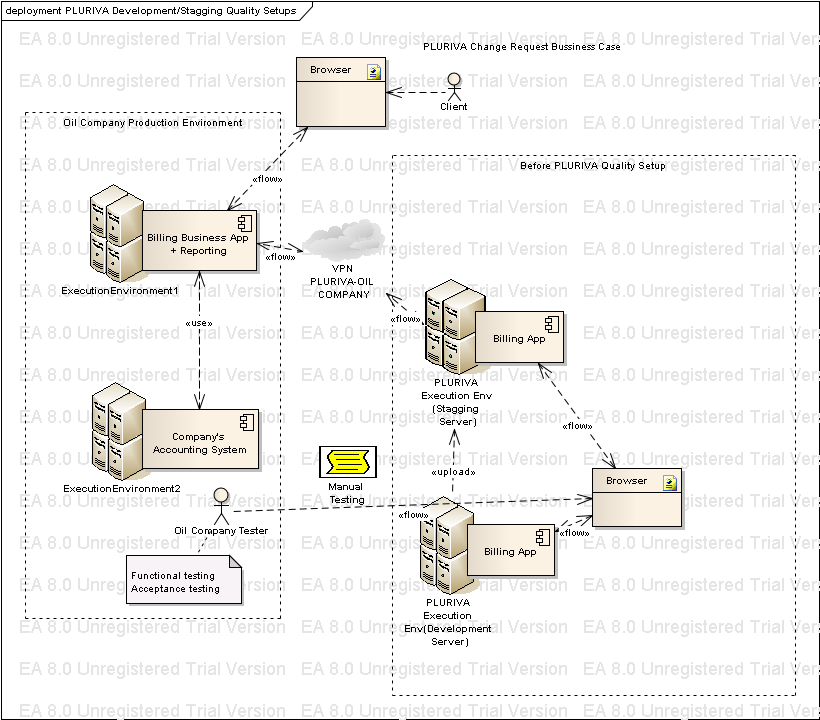 deployment PLURIVA Development/Stagging Quality Setups
EA 8.0 Unregistered Trial Version
PLURIVA Change Request Bussiness Case
Browser
Client
Oil Company Production Environment
Before PLURIVA Quality Setup
«flow»
Billing Business App
+ Reporting
«flow»
VPN
PLURIVA-OIL
COMPANY
ExecutionEnvironment1
«use»
«flow»
Billing App
PLURIVA
Execution Env
(Stagging
Server)
«flow»
Company's
Accounting System
ExecutionEnvironment2
Manual
Testing
«upload»
Browser
Oil Company Tester
«flow»
«flow»
Billing App
Functional testing
Acceptance testing
PLURIVA
Execution
Env(Development
Server)